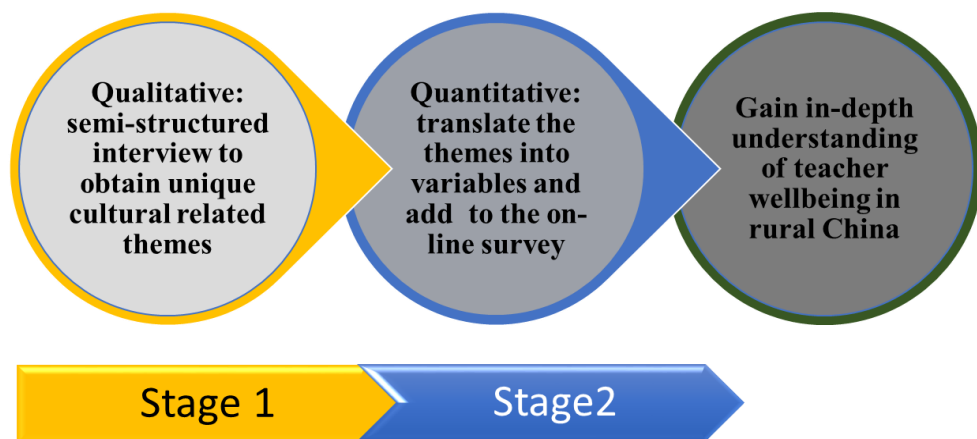 Qualitative:
semi-structured
interview to
obtain unique
cultural related
themes
Quantitative:
translate the
themes into
variables and
add to the on-
line survey
Gain in-depth
understanding
of teacher
wellbeing in
rural China
Stage 1
Stage2